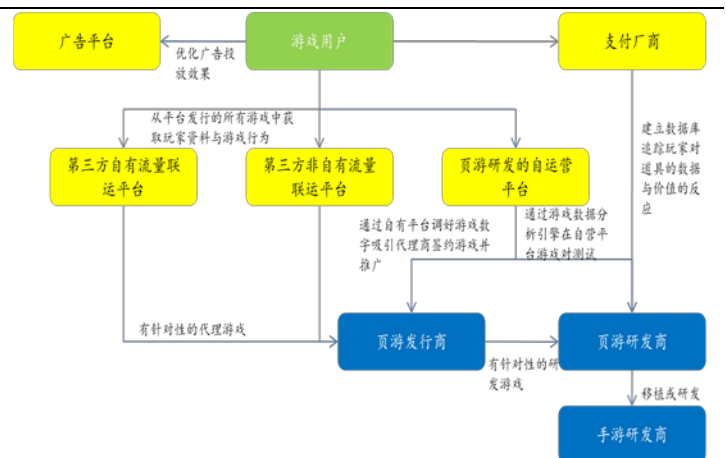 广告平台
优化广告投
放效果
游戏用户
支付厂商
从平台发行的所有游戏中获
取玩家资料与游戏行为
建立数据库
追踪玩家对
道具的数据
与价值的反
应
第三方自有流量联
运平台
第三方非自有流量
联运平台
页游研发的自运营
平台
通过自有平台调好游戏数
字吸引代理商签约游戏并
推广
通过游戏数据分
析引擎在自营平
台游戏对测试
有针对性的代理游戏
页游发行商
有针对性的研
发游戏
页游研发商
移植或研发
手游研发商